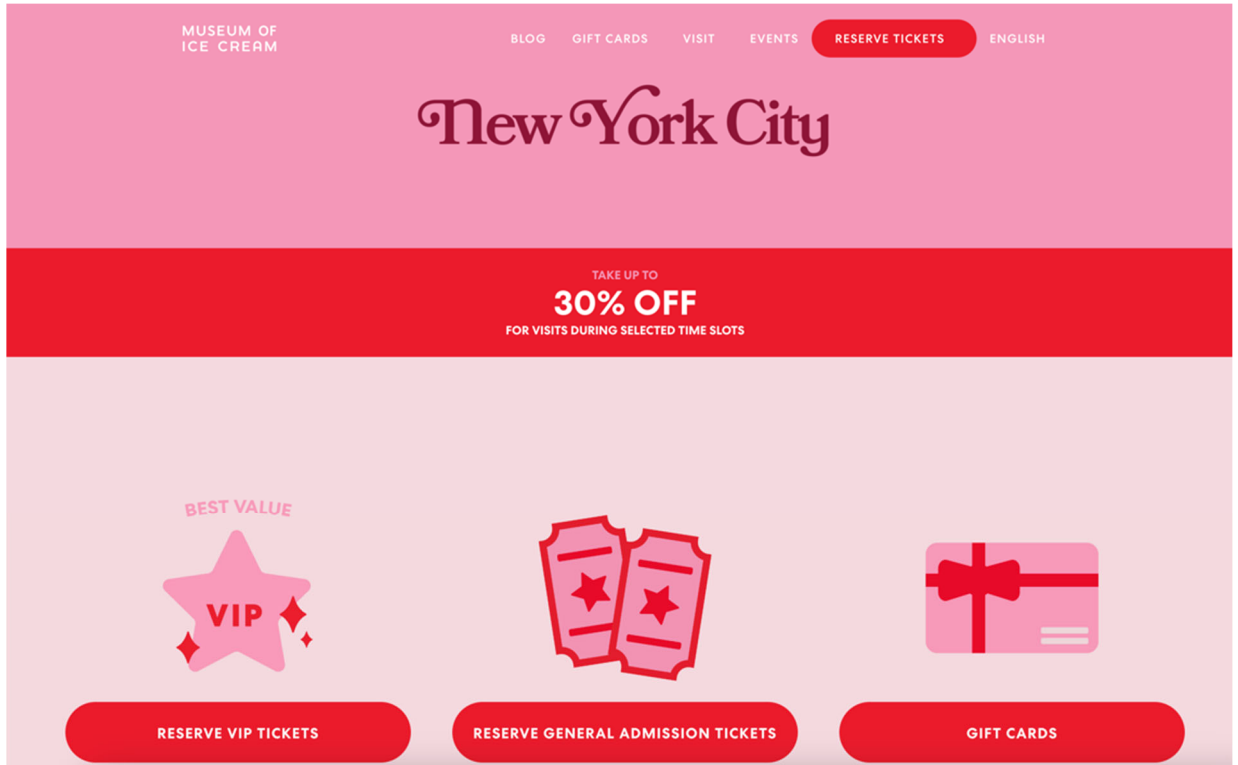 MUSEUM OF
ICE CREAM
BLOG GIFT CARDS VISIT EVENTS RESERVE TICKETS ENGLISH
New York City
TAKE UP TO
30% OFF
FOR VISITS DURING SELECTED TIME SLOTS
BEST VALUE
VIP
RESERVE VIP TICKETS
RESERVE GENERAL ADMISSION TICKETS
GIFT CARDS